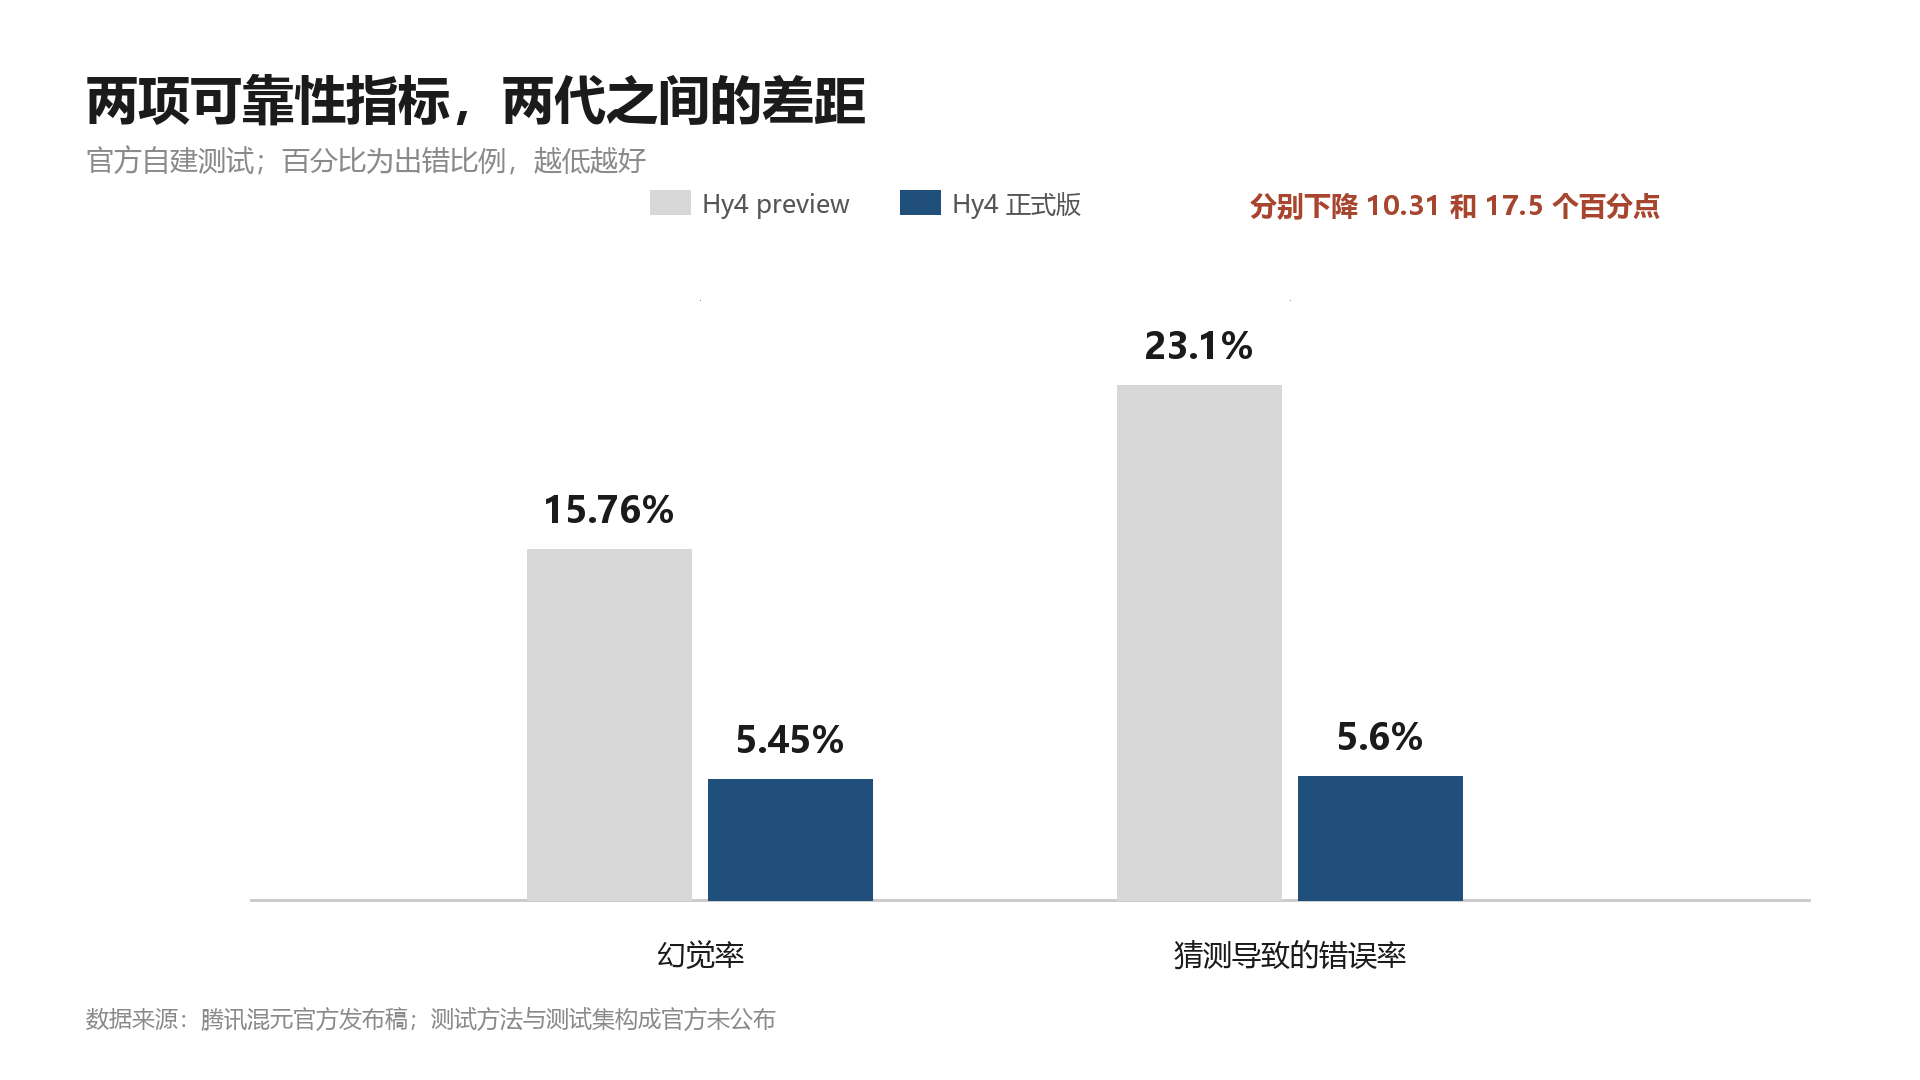 两项可靠性指标，两代之间的差距
官方自建测试；百分比为出错比例，越低越好
Hy4 preview
Hy4 正式版
分别下降 10.31 和 17.5 个百分点
23.1%
15.76%
5.45%
5.6%
幻觉率
猜测导致的错误率
数据来源：腾讯混元官方发布稿；测试方法与测试集构成官方未公布